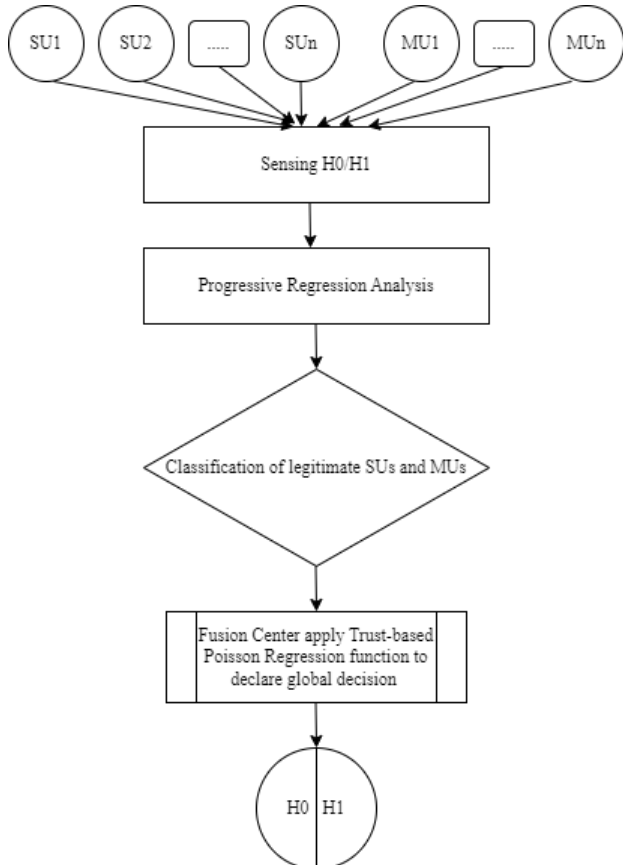 SU1 SU2 ..... SUn MU1 ..... MUn
Sensing H0/H1
Progressive Regression Analysis
Classification of legitimate SUs and MUs
Fusion Center apply Trust-based
Poisson Regression function to
declare global decision
H0 H1